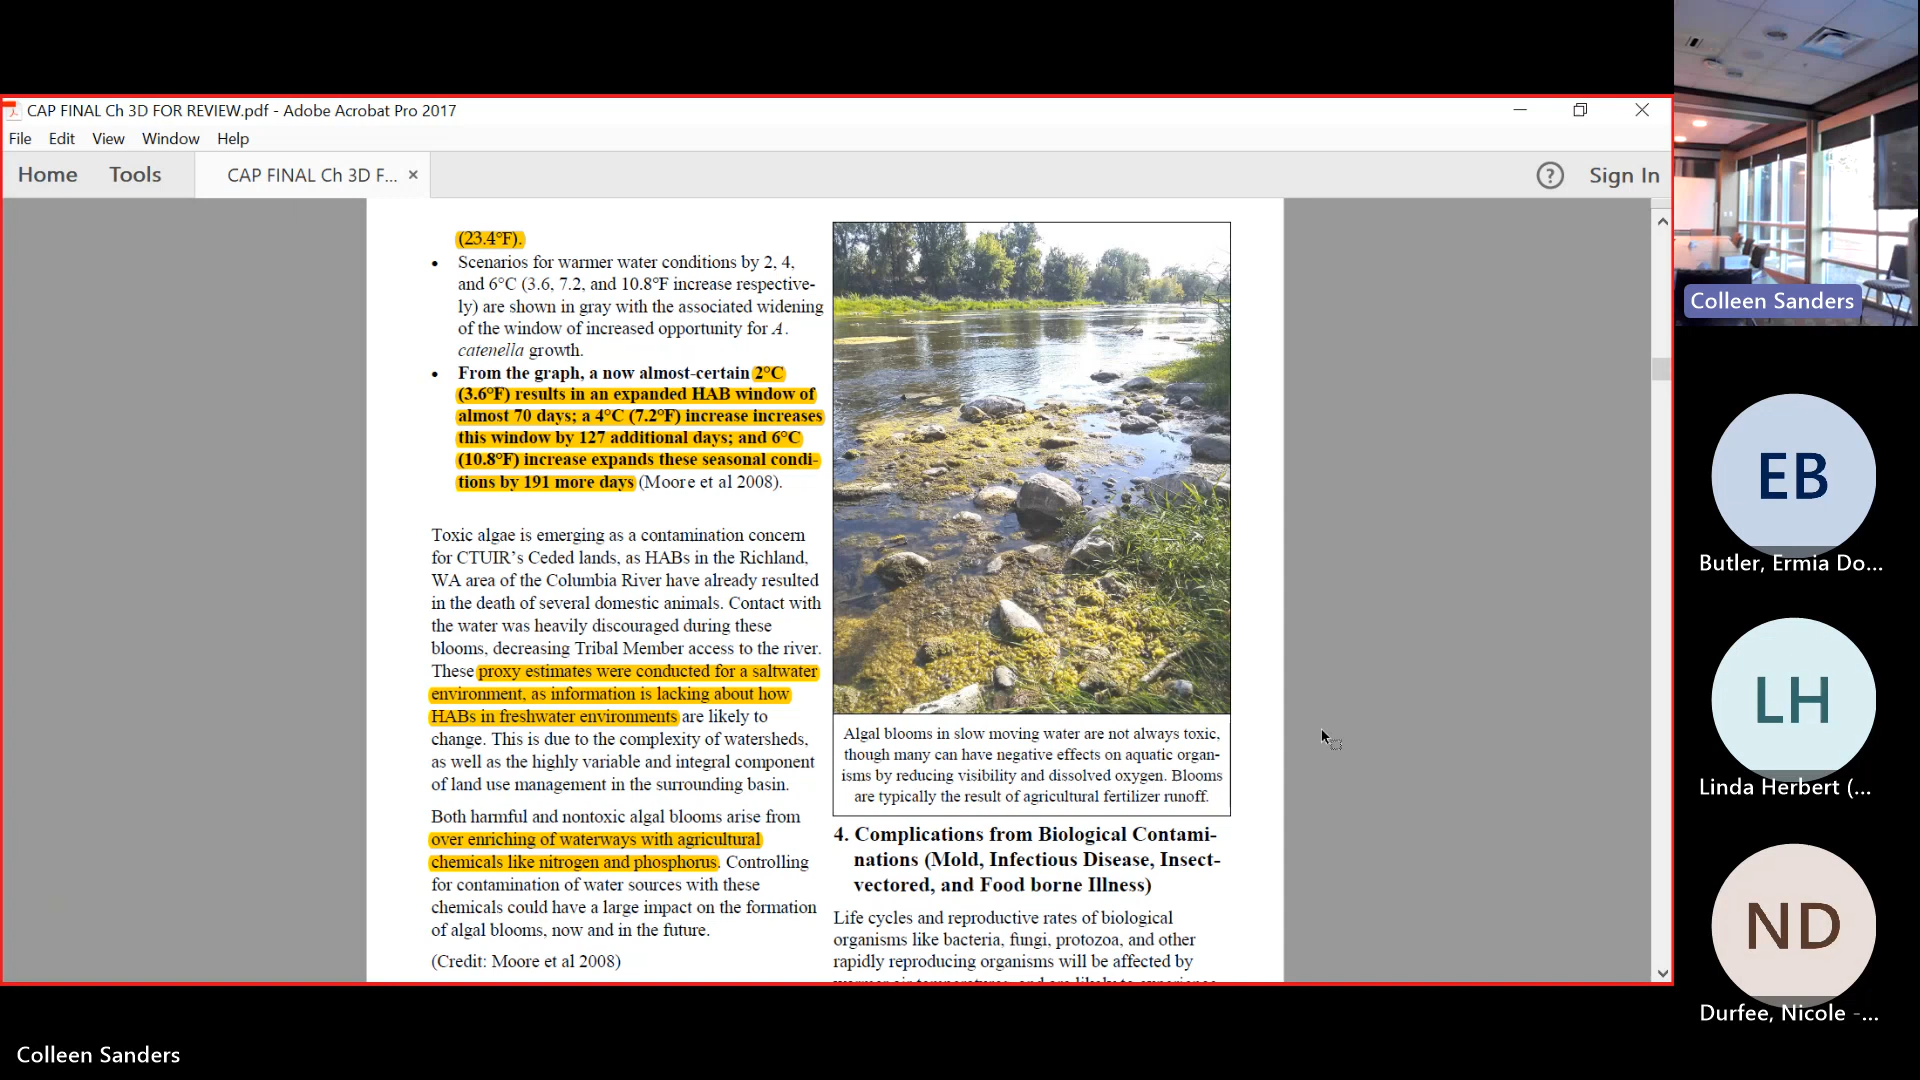 CAP FINAL Ch 3D FOR REVIEW.pdf - Adobe Acrobat Pro 2017
File Edit View Window Help
Home Tools CAP FINAL Ch 3D F... × ? Sign In
(23.4°F).
• Scenarios for warmer water conditions by 2, 4,
and 6°C (3.6, 7.2, and 10.8°F increase respective-
ly) are shown in gray with the associated widening
of the window of increased opportunity for A.
catenella growth.
• From the graph, a now almost-certain 2°C
(3.6°F) results in an expanded HAB window of
almost 70 days; a 4°C (7.2°F) increase increases
this window by 127 additional days; and 6°C
(10.8°F) increase expands these seasonal condi-
tions by 191 more days (Moore et al 2008).
Toxic algae is emerging as a contamination concern
for CTUIR's Ceded lands, as HABs in the Richland,
WA area of the Columbia River have already resulted
in the death of several domestic animals. Contact with
the water was heavily discouraged during these
blooms, decreasing Tribal Member access to the river.
These proxy estimates were conducted for a saltwater
environment, as information is lacking about how
HABs in freshwater environments are likely to
change. This is due to the complexity of watersheds,
as well as the highly variable and integral component
of land use management in the surrounding basin.
Both harmful and nontoxic algal blooms arise from
over enriching of waterways with agricultural
chemicals like nitrogen and phosphorus. Controlling
for contamination of water sources with these
chemicals could have a large impact on the formation
of algal blooms, now and in the future.
(Credit: Moore et al 2008)
Algal blooms in slow moving water are not always toxic,
though many can have negative effects on aquatic organ-
isms by reducing visibility and dissolved oxygen. Blooms
are typically the result of agricultural fertilizer runoff.
4. Complications from Biological Contami-
nations (Mold, Infectious Disease, Insect-
vectored, and Food borne Illness)
Life cycles and reproductive rates of biological
organisms like bacteria, fungi, protozoa, and other
rapidly reproducing organisms will be affected by
Colleen Sanders
EB
Butler, Ermia Do...
LH
Linda Herbert (...
ND
Durfee, Nicole -...
Colleen Sanders